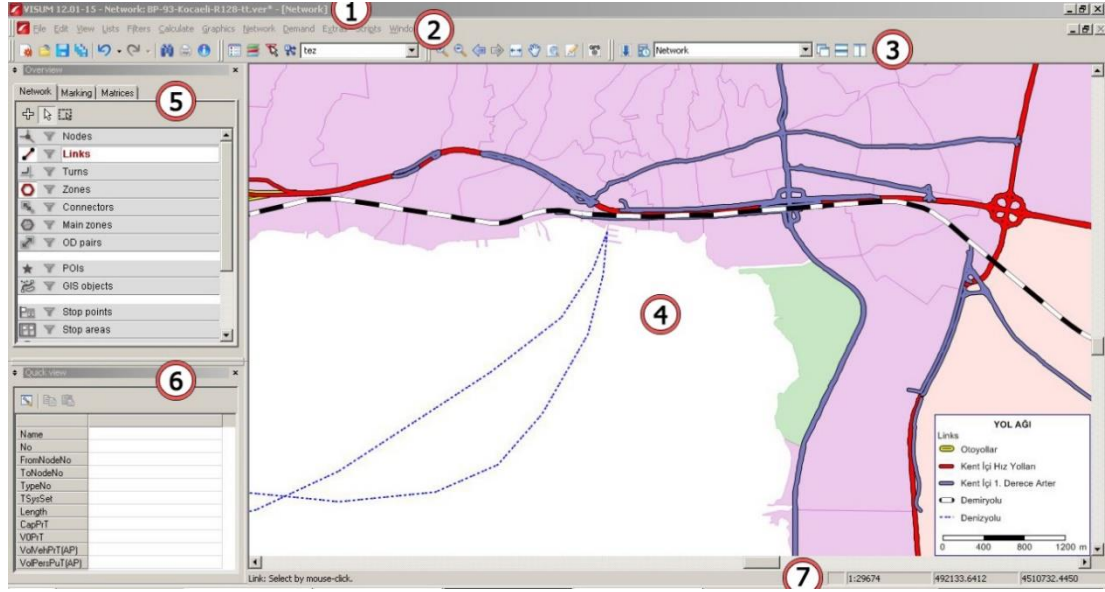 VISUM 12.01-15 - Network: BP-93-Kocaeli-R128-tt.ver* - [Network]
1
File Edit View Lists Filters Calculate Graphics Network Demand Extras Scripts Windo
2
tez
Network
3
Overview
Network Marking Matrices
5
Nodes
Links
Turns
Zones
Connectors
Main zones
OD pairs
POIs
GIS objects
Stop points
Stop areas
4
Quick view
6
Name
No
FromNodeNo
ToNodeNo
TypeNo
TSysSet
Length
CapPrT
V0PrT
VolVehPrT(AP)
VolPersPuT(AP)
YOL AĞI
Links
Otoyollar
Kent İçi Hız Yolları
Kent İçi 1. Derece Arter
Demiryolu
Denizyolu
0 400 800 1200 m
Link: Select by mouse-click.
7
1:29674 492133.6412 4510732.4450